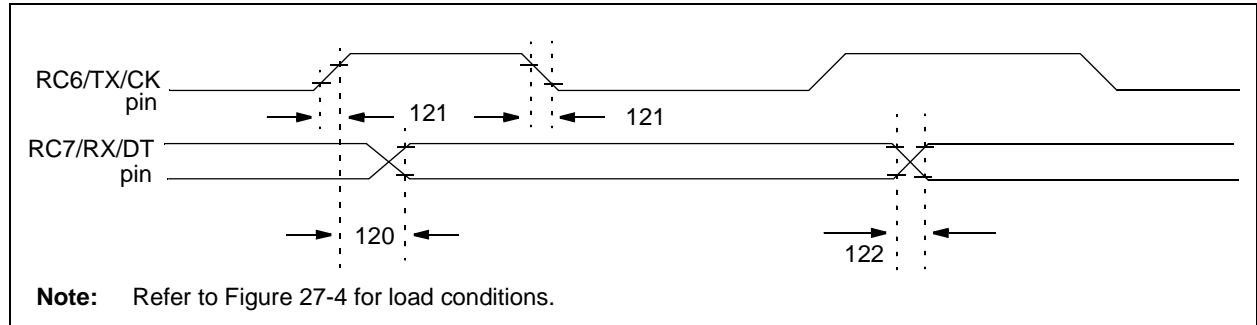 RC6/TX/CK
pin
121
121
RC7/RX/DT
pin
120
122
Note: Refer to Figure 27-4 for load conditions.